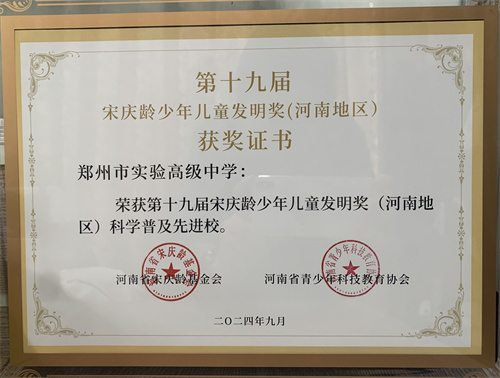 第十九届
宋庆龄少年儿童发明奖(河南地区)
获奖证书
郑州市实验高级中学：
荣获第十九届宋庆龄少年儿童发明奖（河南地
区）科学普及先进校。
河南省宋庆龄基金会 河南省青少年科技教育协会
二〇二四年九月